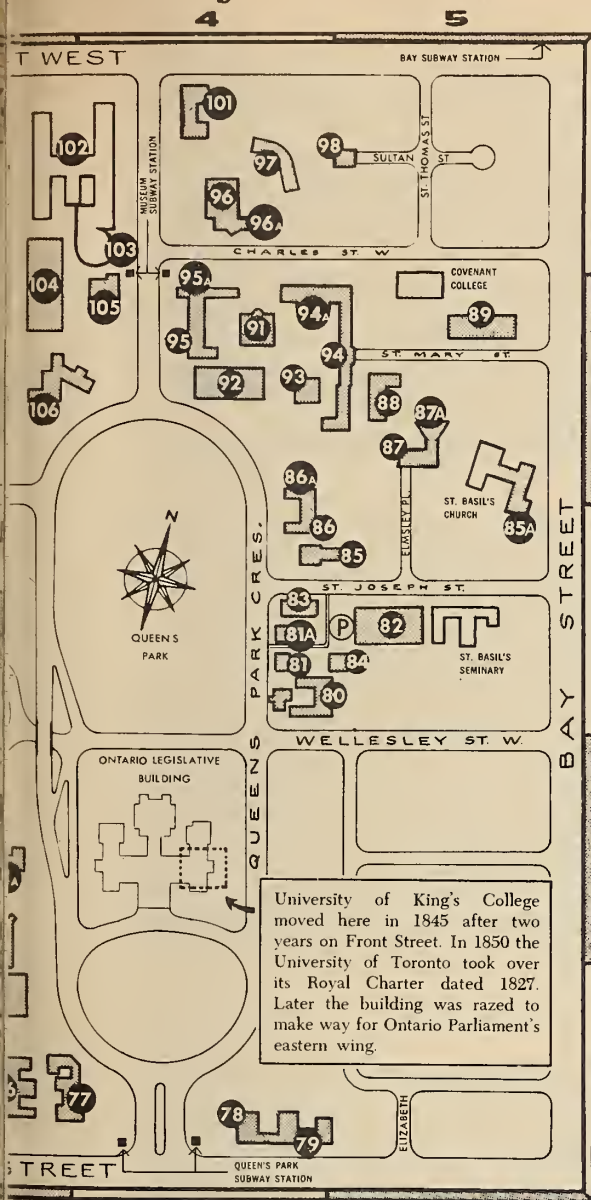 4
5
T WEST
BAY SUBWAY STATION
101
102
MUSEUM
SUBWAY STATION
97
98
SULTAN ST
ST. THOMAS ST
96
96A
103
CHARLES ST. W
104
105
95A
COVENANT
COLLEGE
94A
91
89
95
94
ST. MARY ST.
92
93
88
106
87A
87
86A
ST. BASIL'S
CHURCH
85A
N
86
ELMSLEY PL.
85
QUEEN'S
PARK
ST. JOSEPH ST.
83
81A
P
82
81
84
ST. BASIL'S
SEMINARY
80
QUEENS PARK CRES.
BAY STREET
WELLESLEY ST. W.
ONTARIO LEGISLATIVE
BUILDING
University of King's College
moved here in 1845 after two
years on Front Street. In 1850 the
University of Toronto took over
its Royal Charter dated 1827.
Later the building was razed to
make way for Ontario Parliament's
eastern wing.
77
78
79
ELIZABETH
STREET
QUEEN'S PARK
SUBWAY STATION